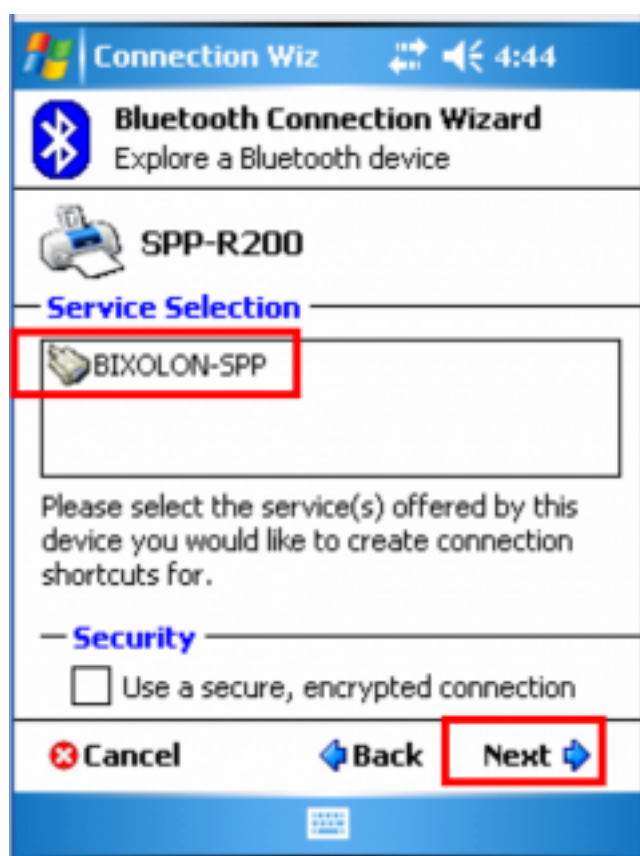 Connection Wiz 4:44
Bluetooth Connection Wizard
Explore a Bluetooth device
SPP-R200
Service Selection
BIXOLON-SPP
Please select the service(s) offered by this
device you would like to create connection
shortcuts for.
Security
Use a secure, encrypted connection
Cancel Back Next